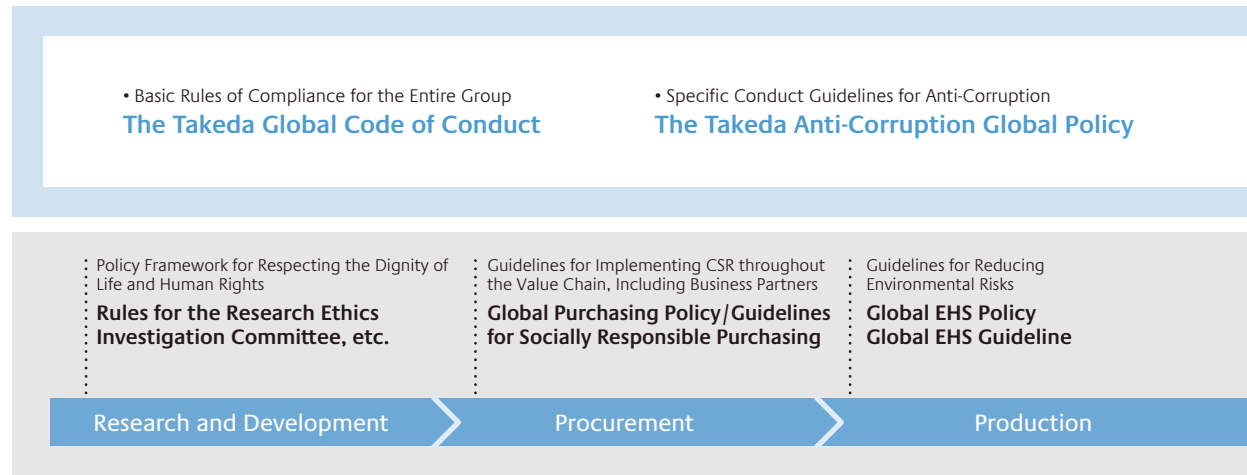 • Basic Rules of Compliance for the Entire Group
The Takeda Global Code of Conduct
• Specific Conduct Guidelines for Anti-Corruption
The Takeda Anti-Corruption Global Policy
Policy Framework for Respecting the Dignity of
Life and Human Rights
Rules for the Research Ethics
Investigation Committee, etc.
Guidelines for Implementing CSR throughout
the Value Chain, Including Business Partners
Global Purchasing Policy/Guidelines
for Socially Responsible Purchasing
Guidelines for Reducing
Environmental Risks
Global EHS Policy
Global EHS Guideline
Research and Development
Procurement
Production